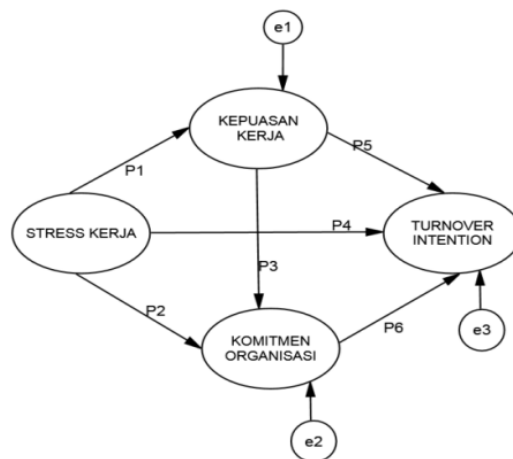 e1
KEPUASAN
KERJA
P1
P5
STRESS KERJA
P4
TURNOVER
INTENTION
P3
P2
KOMITMEN
ORGANISASI
P6
e3
e2